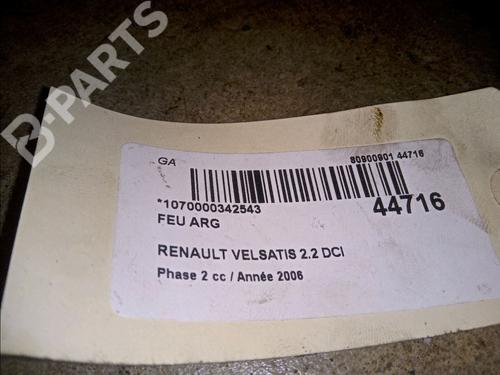 B-PARTS
GA
80900901 44716
*1070000342543
44716
FEU ARG
RENAULT VELSATIS 2.2 DCI
Phase 2 cc / Année 2006